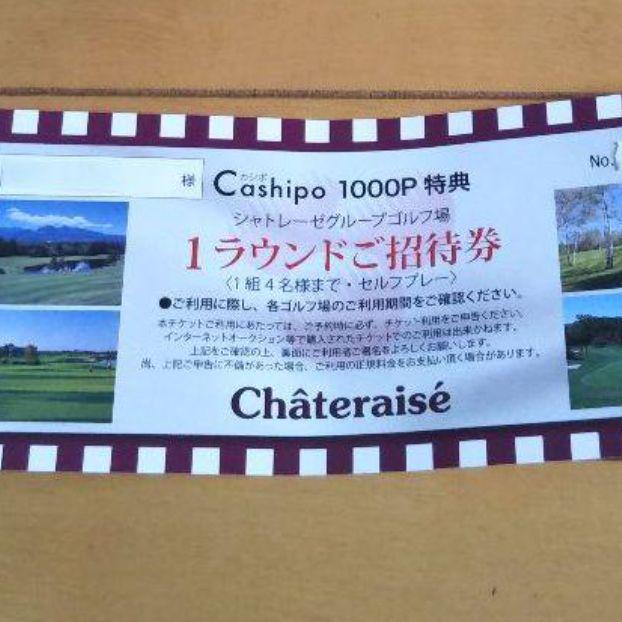 様
カシポ
Cashipo 1000P 特典
No.
シャトレーゼグループゴルフ場
1ラウンドご招待券
〈1組4名様まで・セルフプレー〉
●ご利用に際し、各ゴルフ場のご利用期間をご確認ください。
本チケットご利用にあたっては、ご予約時に必ず、チケット利用をご申告ください。
インターネットオークション等で購入されたチケットでのご利用は出来かねます。
上記をご確認の上、裏面にご利用者ご署名をよろしくお願いします。
尚、上記ご申告に不備があった場合、ご利用の正規料金をお支払い頂く場合があります。
Châteraisé